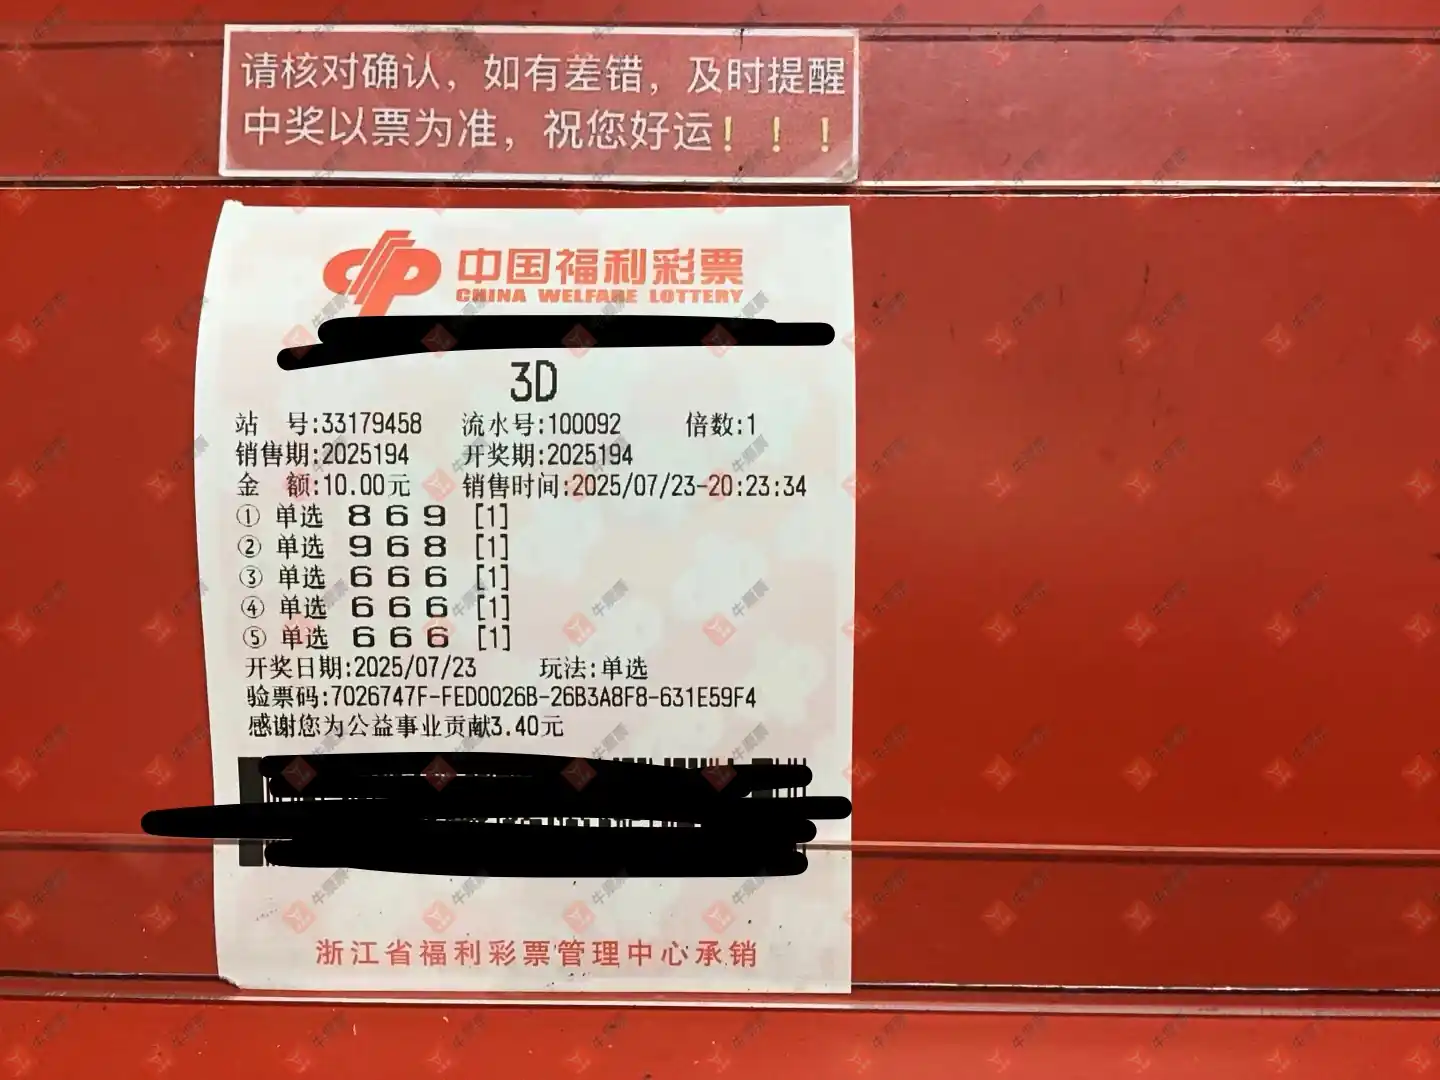 请核对确认，如有差错，及时提醒
中奖以票为准，祝您好运！！！
中国福利彩票
CHINA WELFARE LOTTERY
3D
站 号:33179458 流水号:100092 倍数:1
销售期:2025194 开奖期:2025194
金 额:10.00元 销售时间:2025/07/23-20:23:34
① 单选 8 6 9 [1]
② 单选 9 6 8 [1]
③ 单选 6 6 6 [1]
④ 单选 6 6 6 [1]
⑤ 单选 6 6 6 [1]
开奖日期:2025/07/23 玩法:单选
验票码:7026747F-FED0026B-26B3A8F8-631E59F4
感谢您为公益事业贡献3.40元
浙江省福利彩票管理中心承销